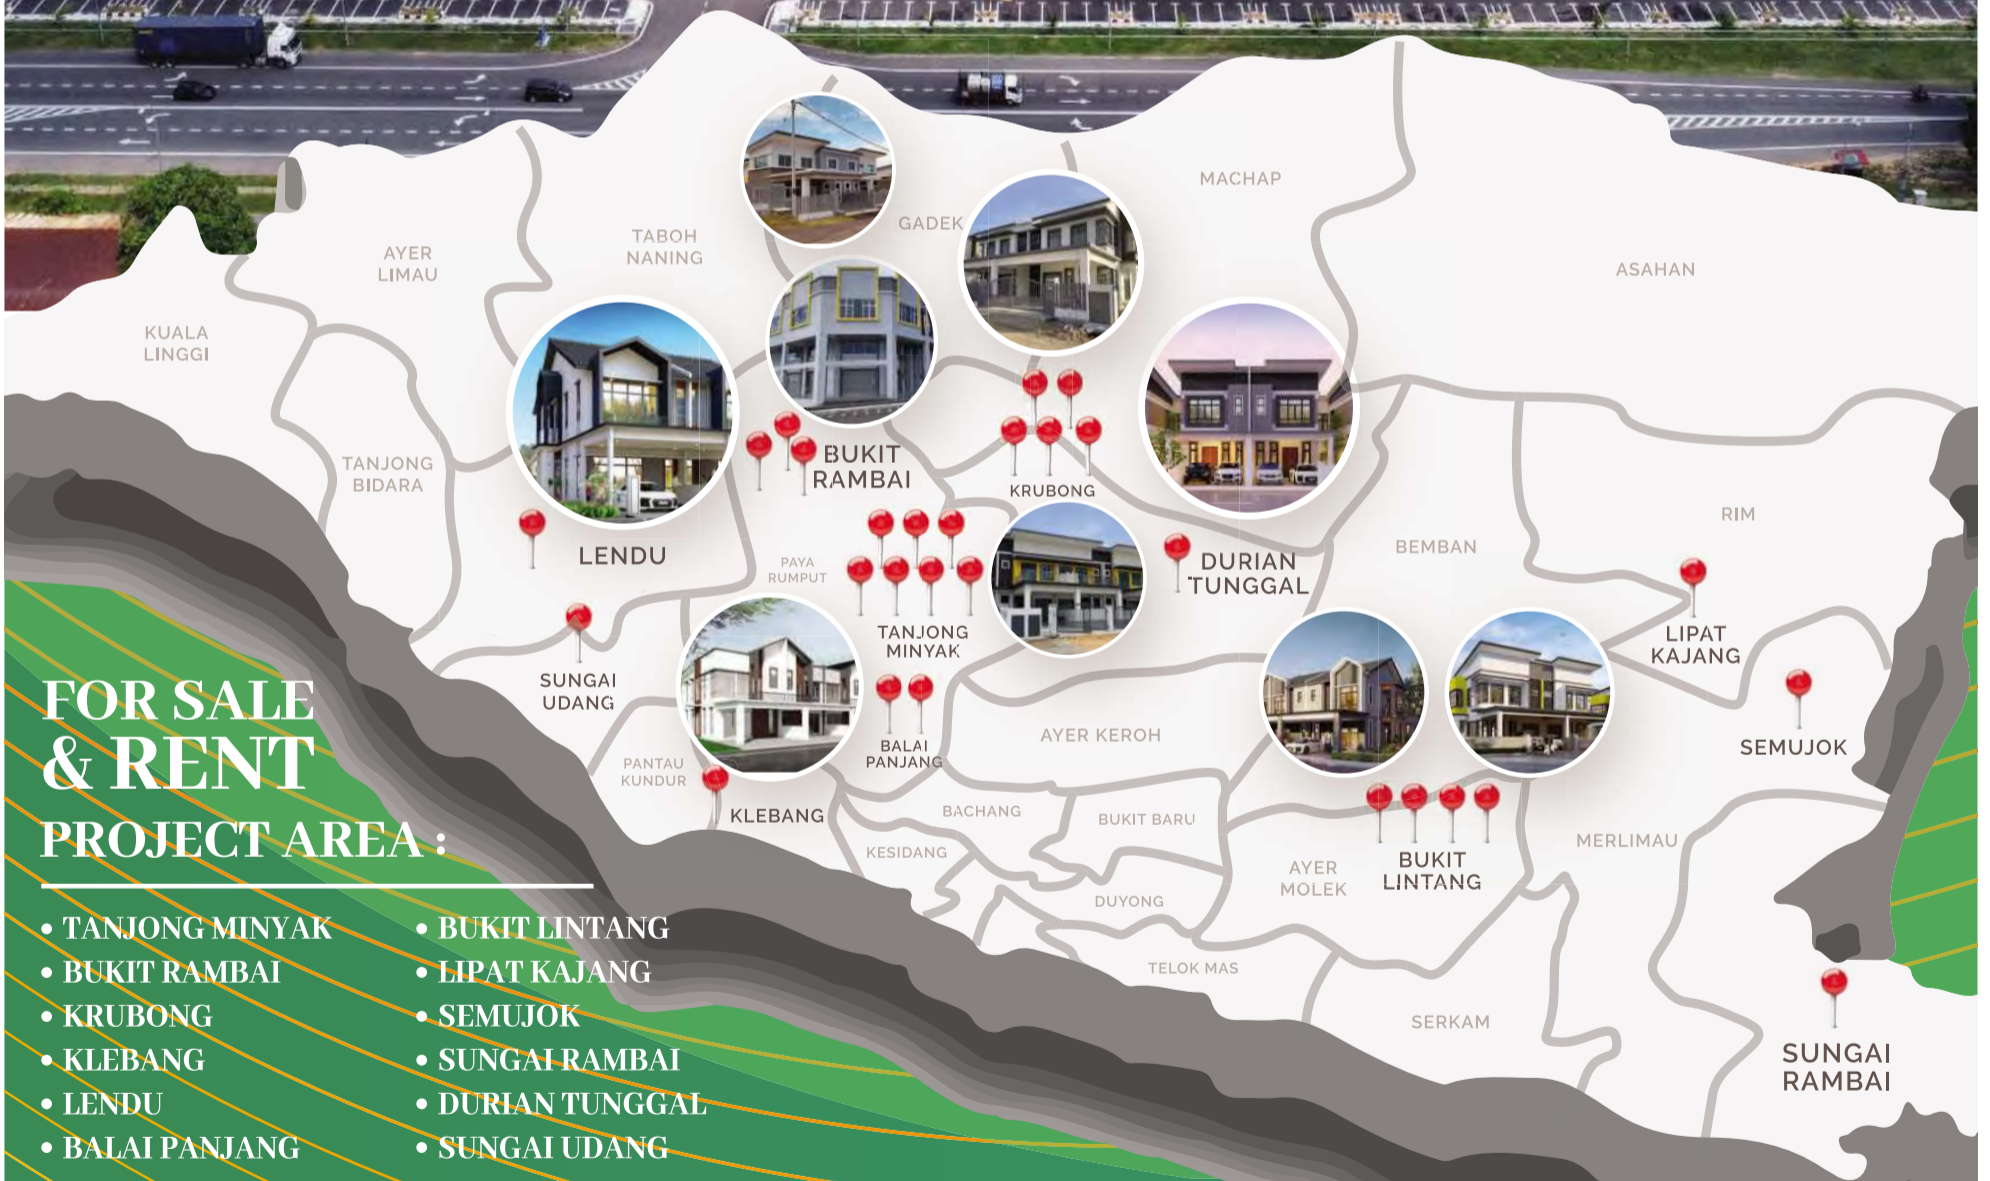 MACHAP
GADEK
TABOH
NANING
AYER
LIMAU
ASAHAN
KUALA
LINGGI
TANJONG
BIDARA
BUKIT
RAMBAI
KRUBONG
RIM
LENDU
PAYA
RUMPUT
DURIAN
TUNGGAL
BEMBAN
TANJONG
MINYAK
LIPAT
KAJANG
SUNGAI
UDANG
AYER KEROH
SEMUJOK
BALAI
PANJANG
PANTAU
KUNDUR
KLEBANG
BACHANG
BUKIT BARU
KESIDANG
MERLIMAU
AYER
MOLEK
BUKIT
LINTANG
DUYONG
TELOK MAS
SERKAM
SUNGAI
RAMBAI
FOR SALE
& RENT
PROJECT AREA :
• TANJONG MINYAK
• BUKIT RAMBAI
• KRUBONG
• KLEBANG
• LENDU
• BALAI PANJANG
• BUKIT LINTANG
• LIPAT KAJANG
• SEMUJOK
• SUNGAI RAMBAI
• DURIAN TUNGGAL
• SUNGAI UDANG